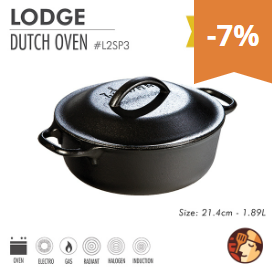 LODGE
-7%
DUTCH OVEN #L2SP3
Size: 21.4cm - 1.89L
OVEN ELECTRO GAS RADIANT HALOGEN INDUCTION